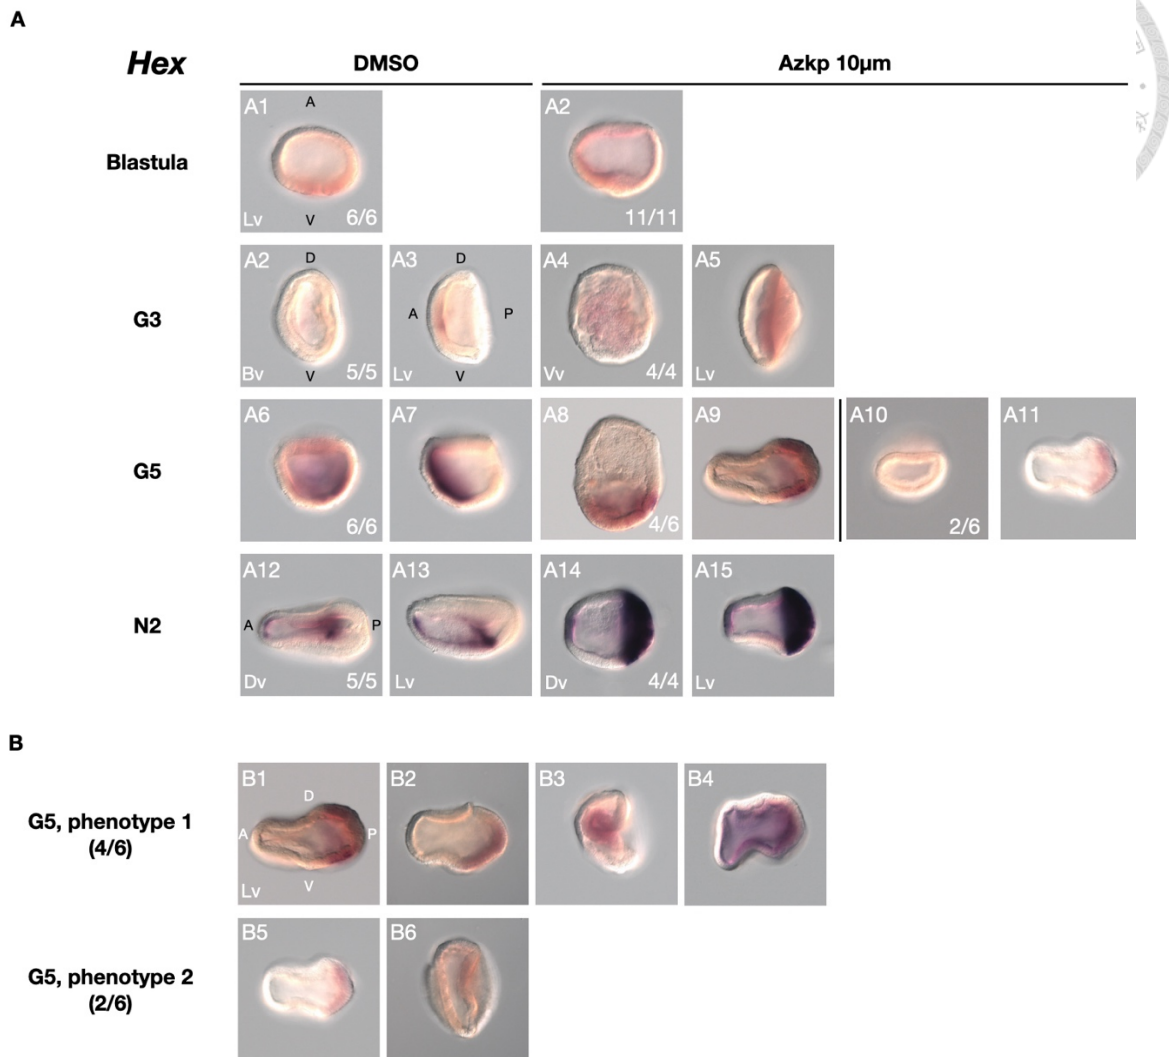 A
Hex
DMSO
Azkp 10µm
Blastula
A1
A
Lv
V
6/6
A2
11/11
G3
A2
D
Bv
V
5/5
A3
D
A
P
Lv
V
A4
Vv
4/4
A5
Lv
G5
A6
6/6
A7
A8
4/6
A9
A10
2/6
A11
N2
A12
A
P
Dv
5/5
A13
Lv
A14
Dv
4/4
A15
Lv
B
G5, phenotype 1
(4/6)
B1
D
A
P
Lv
V
B2
B3
B4
G5, phenotype 2
(2/6)
B5
B6